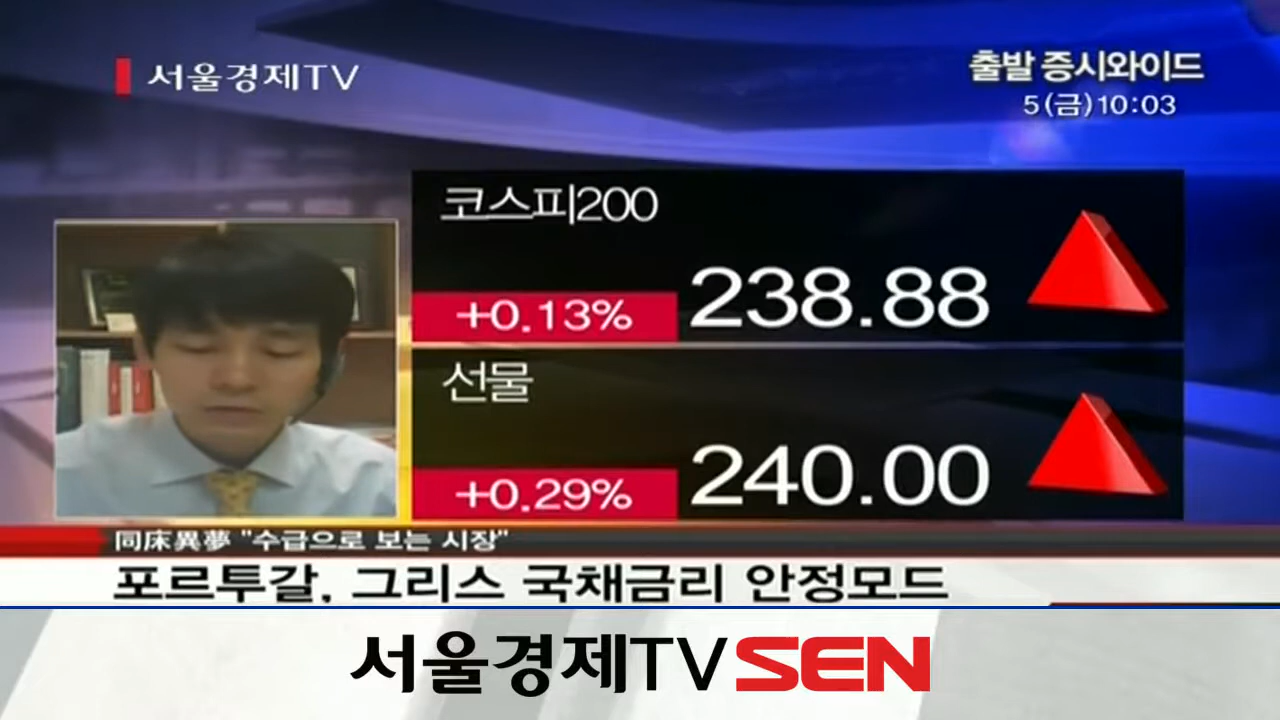 서울경제TV
출발 증시와이드
5(금)10:03
코스피200
238.88
+0.13%
선물
240.00
+0.29%
同床異夢 "수급으로 보는 시장"
포르투갈, 그리스 국채금리 안정모드
서울경제TV SEN